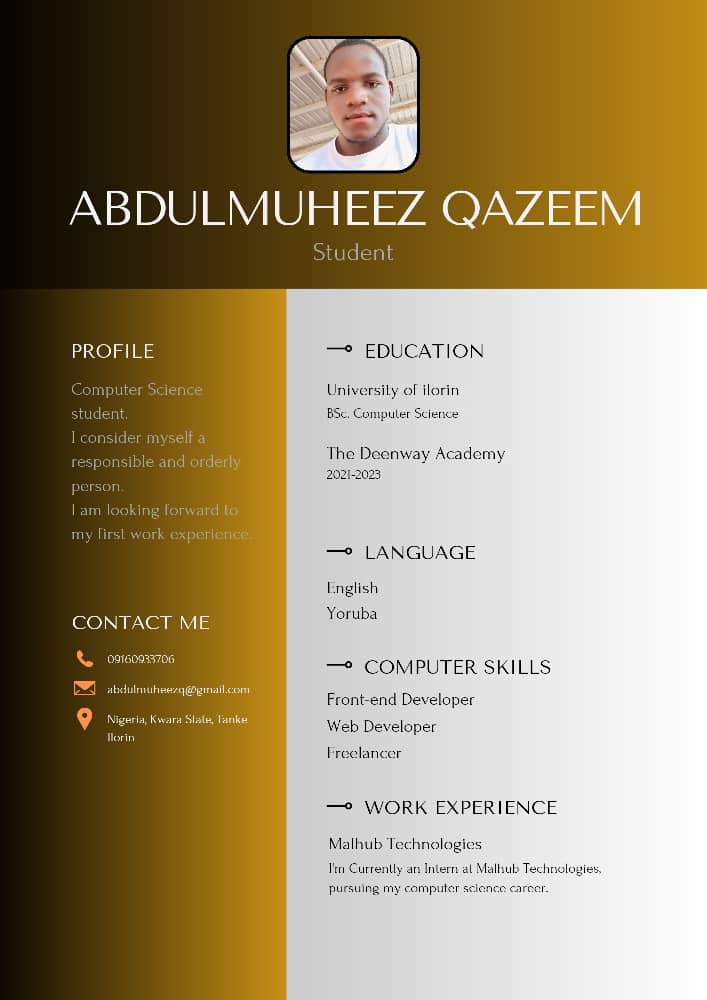 ABDULMUHEEZ QAZEEM
Student
PROFILE
Computer Science
student.
I consider myself a
responsible and orderly
person.
I am looking forward to
my first work experience.
CONTACT ME
09160933706
abdulmuheezq@gmail.com
Nigeria, Kwara State, Tanke
Ilorin
EDUCATION
University of ilorin
BSc. Computer Science
The Deenway Academy
2021-2023
LANGUAGE
English
Yoruba
COMPUTER SKILLS
Front-end Developer
Web Developer
Freelancer
WORK EXPERIENCE
Malhub Technologies
I'm Currently an Intern at Malhub Technologies,
pursuing my computer science career.